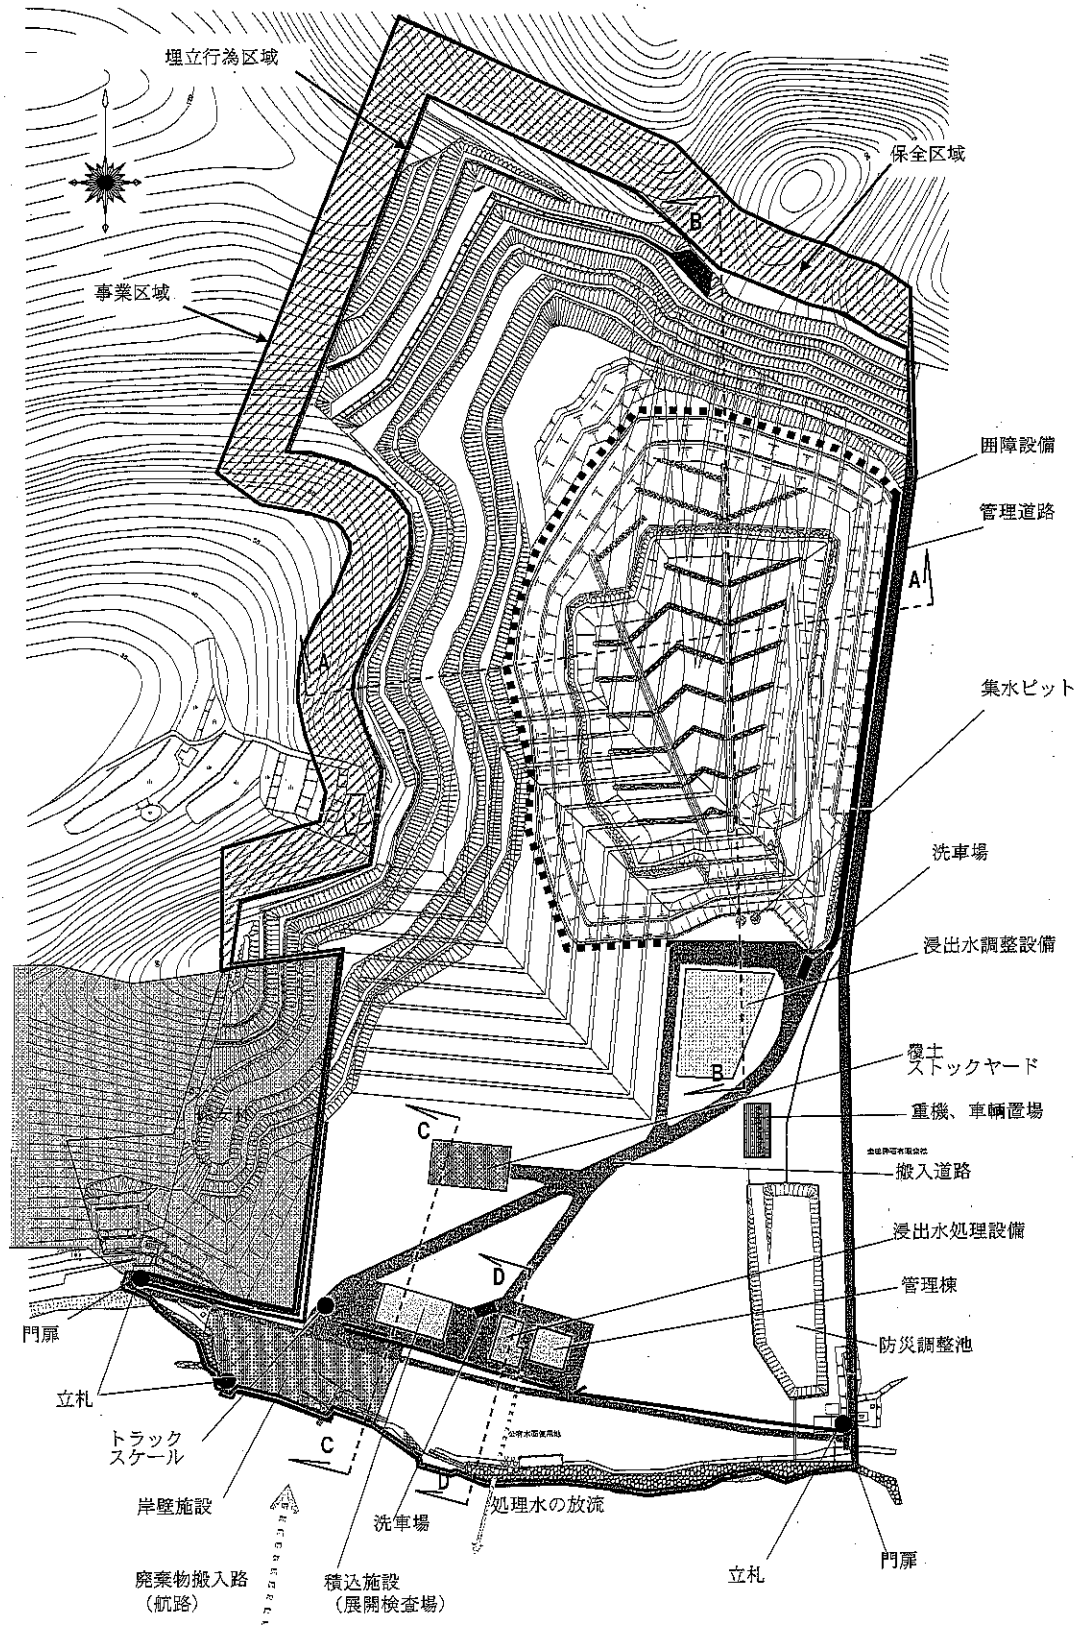 埋立行為区域
保全区域
B
事業区域
囲障設備
管理道路
A
A
集水ピット
洗車場
浸出水調整設備
覆土
ストックヤード
B
重機、車輌置場
C
搬入道路
浸出水処理設備
D
管理棟
門扉
防災調整池
立札
トラック
スケール
C
岸壁施設
D
処理水の放流
洗車場
門扉
立札
廃棄物搬入路
（航路）
積込施設
（展開検査場）